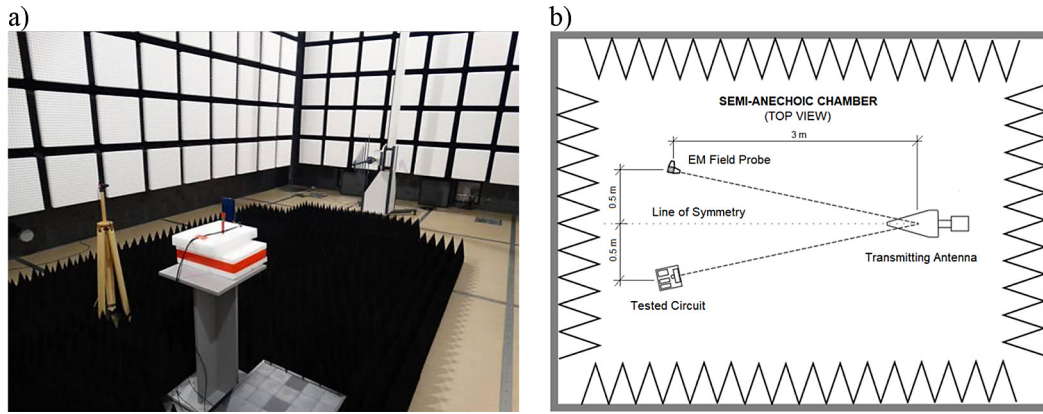 a)
b)
SEMI-ANECHOIC CHAMBER
(TOP VIEW)
3 m
EM Field Probe
0.5 m
Line of Symmetry
0.5 m
Transmitting Antenna
Tested Circuit